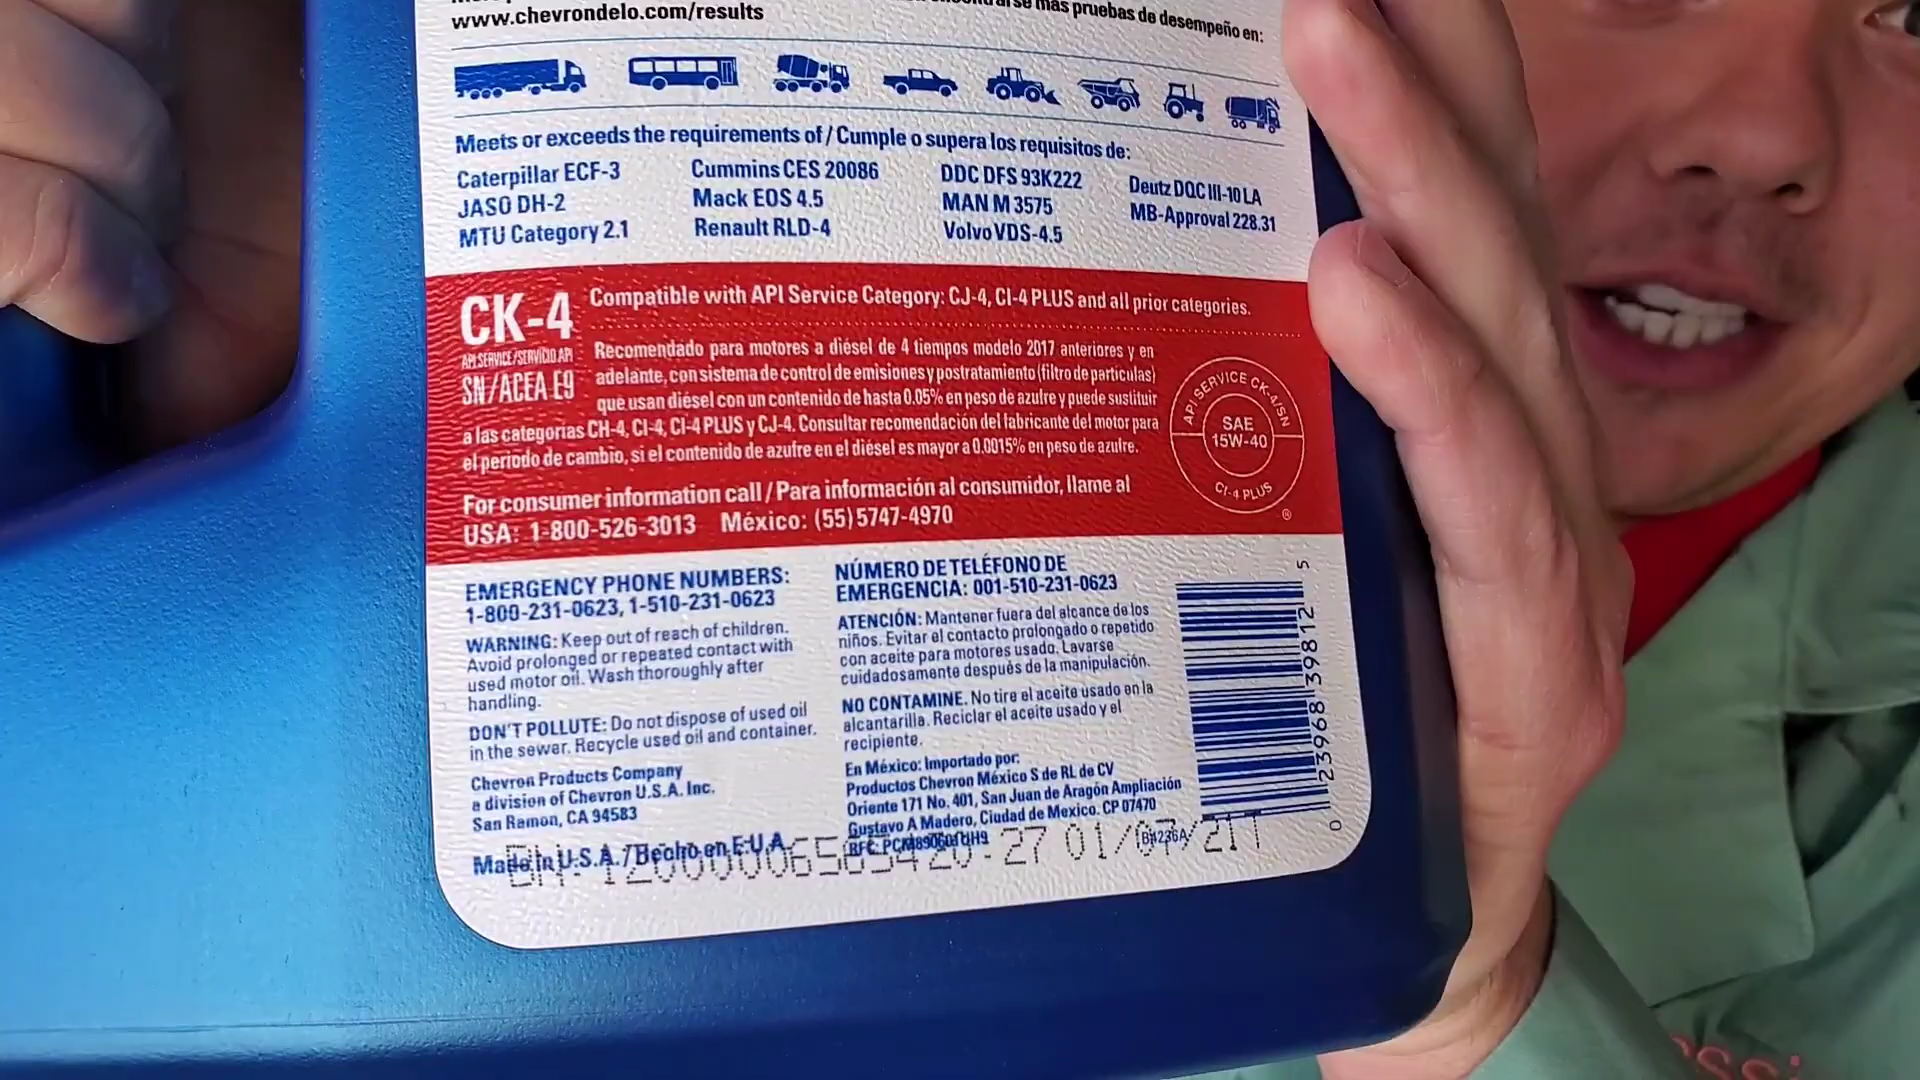 www.chevrondelo.com/results
más pruebas de desempeño en:
Meets or exceeds the requirements of / Cumple o supera los requisitos de:
Caterpillar ECF-3
JASO DH-2
MTU Category 2.1
Cummins CES 20086
Mack EOS 4.5
Renault RLD-4
DDC DFS 93K222
MAN M 3575
Volvo VDS-4.5
Deutz DQC III-10 LA
MB-Approval 228.31
CK-4
API SERVICE/SERVICIO API
SN/ACEA E9
Compatible with API Service Category: CJ-4, CI-4 PLUS and all prior categories.
Recomendado para motores a diésel de 4 tiempos modelo 2017 anteriores y en
adelante, con sistema de control de emisiones y postratamiento (filtro de partículas)
que usan diésel con un contenido de hasta 0.05% en peso de azufre y puede sustituir
a las categorías CH-4, CI-4, CI-4 PLUS y CJ-4. Consultar recomendación del fabricante del motor para
el periodo de cambio, si el contenido de azufre en el diésel es mayor a 0.0015% en peso de azufre.
API SERVICE CK-4/SN
SAE
15W-40
CI-4 PLUS
®
For consumer information call / Para información al consumidor, llame al
USA: 1-800-526-3013 México: (55) 5747-4970
EMERGENCY PHONE NUMBERS:
1-800-231-0623, 1-510-231-0623
WARNING: Keep out of reach of children.
Avoid prolonged or repeated contact with
used motor oil. Wash thoroughly after
handling.
DON'T POLLUTE: Do not dispose of used oil
in the sewer. Recycle used oil and container.
Chevron Products Company
a division of Chevron U.S.A. Inc.
San Ramon, CA 94583
Made in U.S.A. / Hecho en E.U.A.
NÚMERO DE TELÉFONO DE
EMERGENCIA: 001-510-231-0623
ATENCIÓN: Mantener fuera del alcance de los
niños. Evitar el contacto prolongado o repetido
con aceite para motores usado. Lavarse
cuidadosamente después de la manipulación.
NO CONTAMINE. No tire el aceite usado en la
alcantarilla. Reciclar el aceite usado y el
recipiente.
En México: Importado por:
Productos Chevron México S de RL de CV
Oriente 171 No. 401, San Juan de Aragón Ampliación
Gustavo A Madero, Ciudad de Mexico. CP 07470
RFC:
27 01/07/21T
0 23968 39812 5